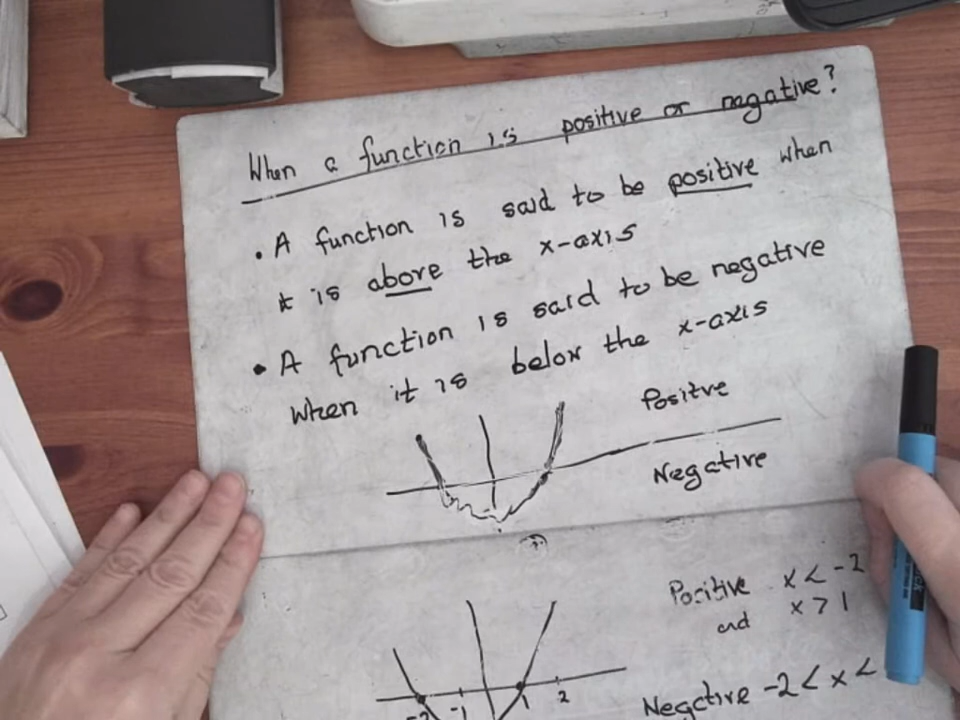 When a function is positive or negative?
• A function is said to be positive when
it is above the x-axis
• A function is said to be negative
when it is below the x-axis
Positve
Negative
Positive x < -2
and x > 1
-2 -1 1 2
Negative -2 < x <